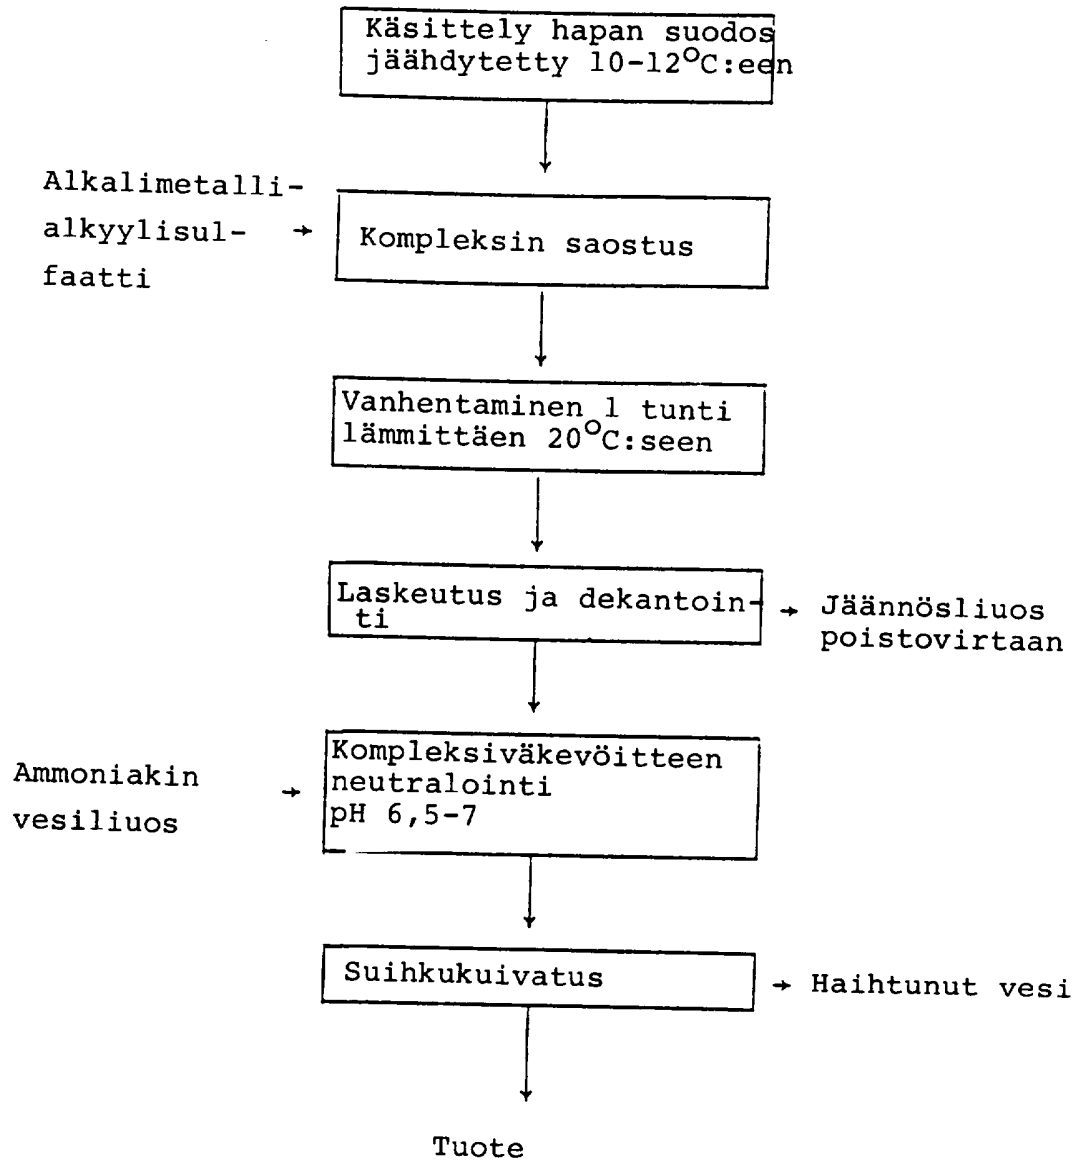 Käsittely hapan suodos
jäähdytetty 10-12°C:een
Alkalimetalli-
alkyylisul-
faatti
Kompleksin saostus
Vanhentaminen 1 tunti
lämmittäen 20°C:seen
Laskeutus ja dekantoin-
ti
Jäännösliuos
poistovirtaan
Kompleksiväkevöitteen
neutralointi
pH 6,5-7
Ammoniakin
vesiliuos
Suihkukuivatus
Haihtunut vesi
Tuote